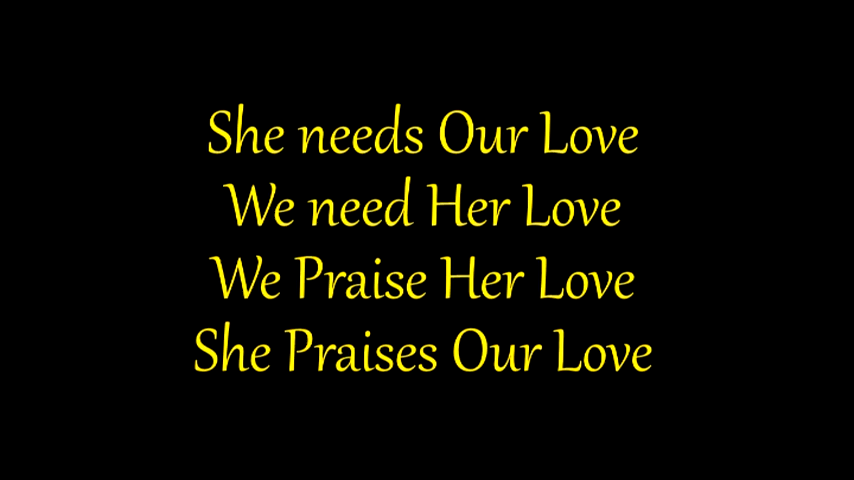 She needs Our Love
We need Her Love
We Praise Her Love
She Praises Our Love